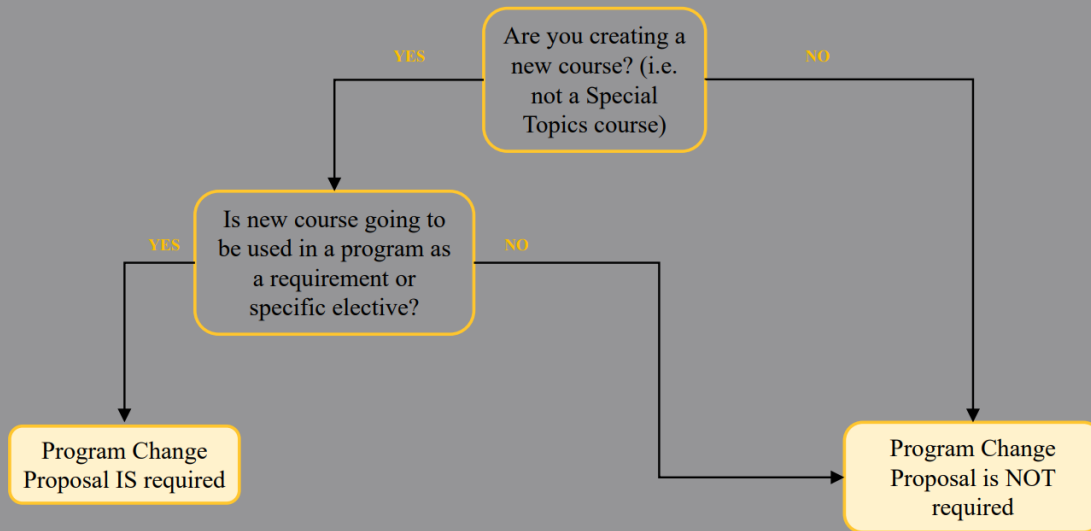 Are you creating a
new course? (i.e.
not a Special
Topics course)
YES
NO
Is new course going to
be used in a program as
a requirement or
specific elective?
YES
NO
Program Change
Proposal IS required
Program Change
Proposal is NOT
required